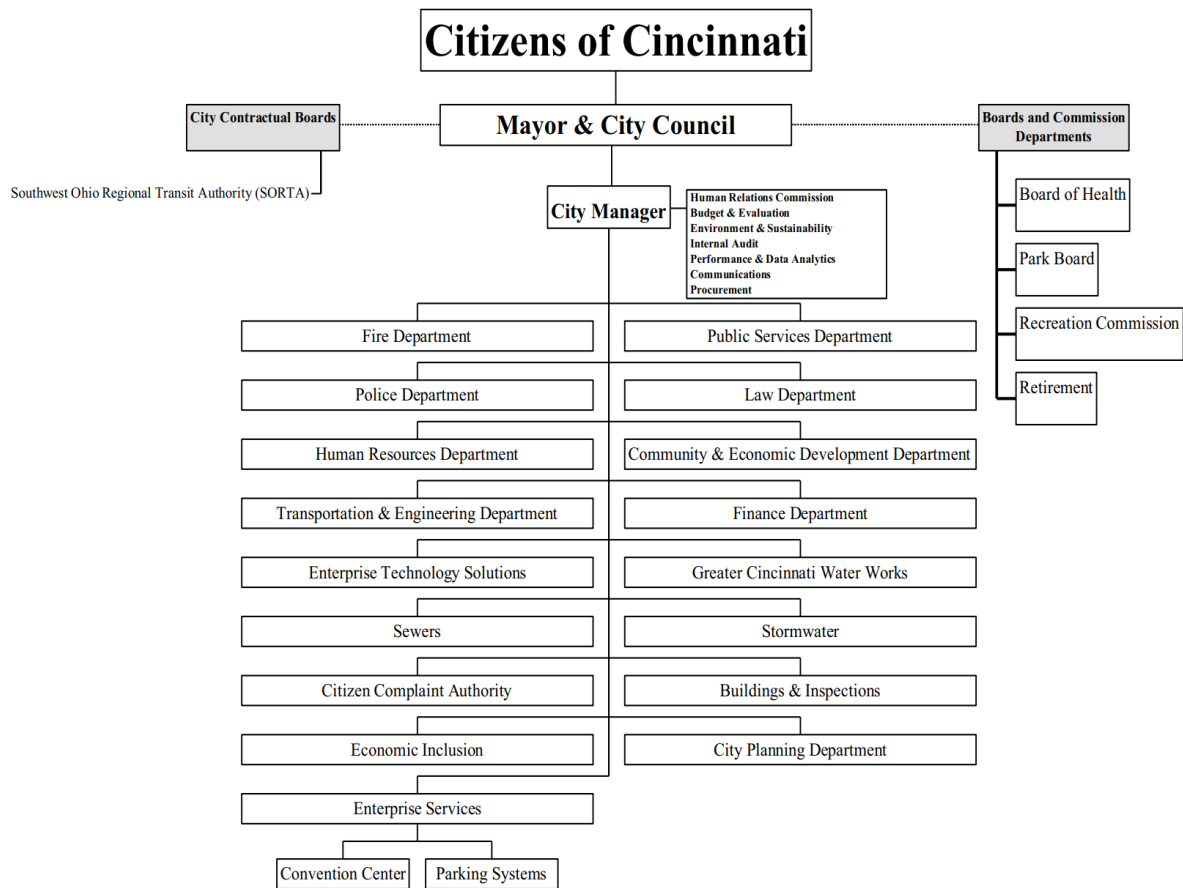 Citizens of Cincinnati
City Contractual Boards
Mayor & City Council
Boards and Commission
Departments
Southwest Ohio Regional Transit Authority (SORTA)
City Manager
Human Relations Commission
Budget & Evaluation
Environment & Sustainability
Internal Audit
Performance & Data Analytics
Communications
Procurement
Board of Health
Park Board
Recreation Commission
Retirement
Fire Department
Public Services Department
Police Department
Law Department
Human Resources Department
Community & Economic Development Department
Transportation & Engineering Department
Finance Department
Enterprise Technology Solutions
Greater Cincinnati Water Works
Sewers
Stormwater
Citizen Complaint Authority
Buildings & Inspections
Economic Inclusion
City Planning Department
Enterprise Services
Convention Center
Parking Systems